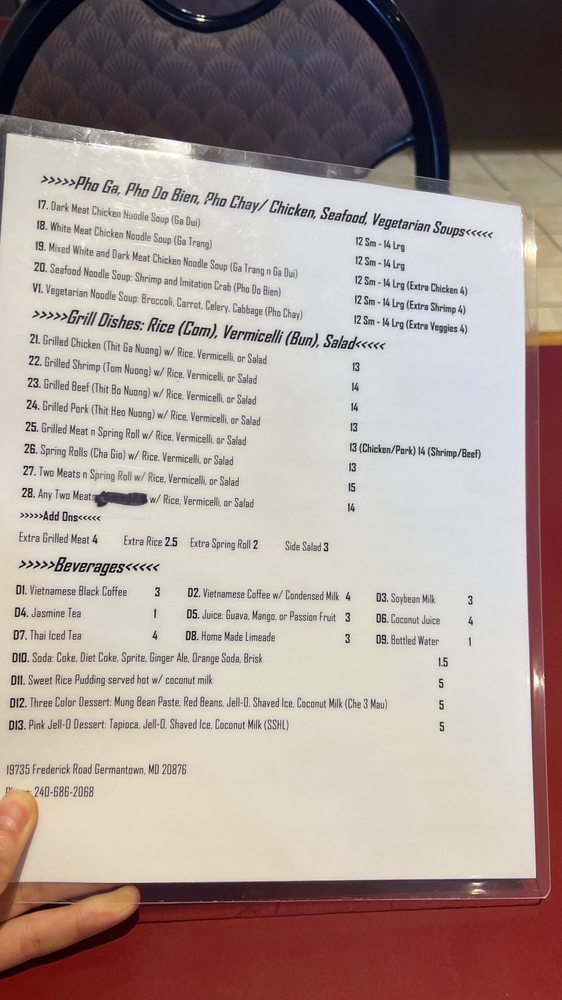 >>>>>Pho Ga, Pho Do Bien, Pho Chay/ Chicken, Seafood, Vegetarian Soups<<<<<
17. Dark Meat Chicken Noodle Soup (Ga Dui) 12 Sm - 14 Lrg
18. White Meat Chicken Noodle Soup (Ga Trang) 12 Sm - 14 Lrg
19. Mixed White and Dark Meat Chicken Noodle Soup (Ga Trang n Ga Dui) 12 Sm - 14 Lrg (Extra Chicken 4)
20. Seafood Noodle Soup: Shrimp and Imitation Crab (Pho Do Bien) 12 Sm - 14 Lrg (Extra Shrimp 4)
V1. Vegetarian Noodle Soup: Broccoli, Carrot, Celery, Cabbage (Pho Chay) 12 Sm - 14 Lrg (Extra Veggies 4)
>>>>>Grill Dishes: Rice (Com), Vermicelli (Bun), Salad<<<<<
21. Grilled Chicken (Thit Ga Nuong) w/ Rice, Vermicelli, or Salad 13
22. Grilled Shrimp (Tom Nuong) w/ Rice, Vermicelli, or Salad 14
23. Grilled Beef (Thit Bo Nuong) w/ Rice, Vermicelli, or Salad 14
24. Grilled Pork (Thit Heo Nuong) w/ Rice, Vermicelli, or Salad 13
25. Grilled Meat n Spring Roll w/ Rice, Vermicelli, or Salad 13 (Chicken/Pork) 14 (Shrimp/Beef)
26. Spring Rolls (Cha Gio) w/ Rice, Vermicelli, or Salad 13
27. Two Meats n Spring Roll w/ Rice, Vermicelli, or Salad 15
28. Any Two Meats w/ Rice, Vermicelli, or Salad 14
>>>>>Add Ons<<<<<
Extra Grilled Meat 4 Extra Rice 2.5 Extra Spring Roll 2 Side Salad 3
>>>>>Beverages<<<<<
D1. Vietnamese Black Coffee 3 D2. Vietnamese Coffee w/ Condensed Milk 4 D3. Soybean Milk 3
D4. Jasmine Tea 1 D5. Juice: Guava, Mango, or Passion Fruit 3 D6. Coconut Juice 4
D7. Thai Iced Tea 4 D8. Home Made Limeade 3 D9. Bottled Water 1
D10. Soda: Coke, Diet Coke, Sprite, Ginger Ale, Orange Soda, Brisk 1.5
D11. Sweet Rice Pudding served hot w/ coconut milk 5
D12. Three Color Dessert: Mung Bean Paste, Red Beans, Jell-O, Shaved Ice, Coconut Milk (Che 3 Mau) 5
D13. Pink Jell-O Dessert: Tapioca, Jell-O, Shaved Ice, Coconut Milk (SSHL) 5
19735 Frederick Road Germantown, MD 20876
240-686-2068